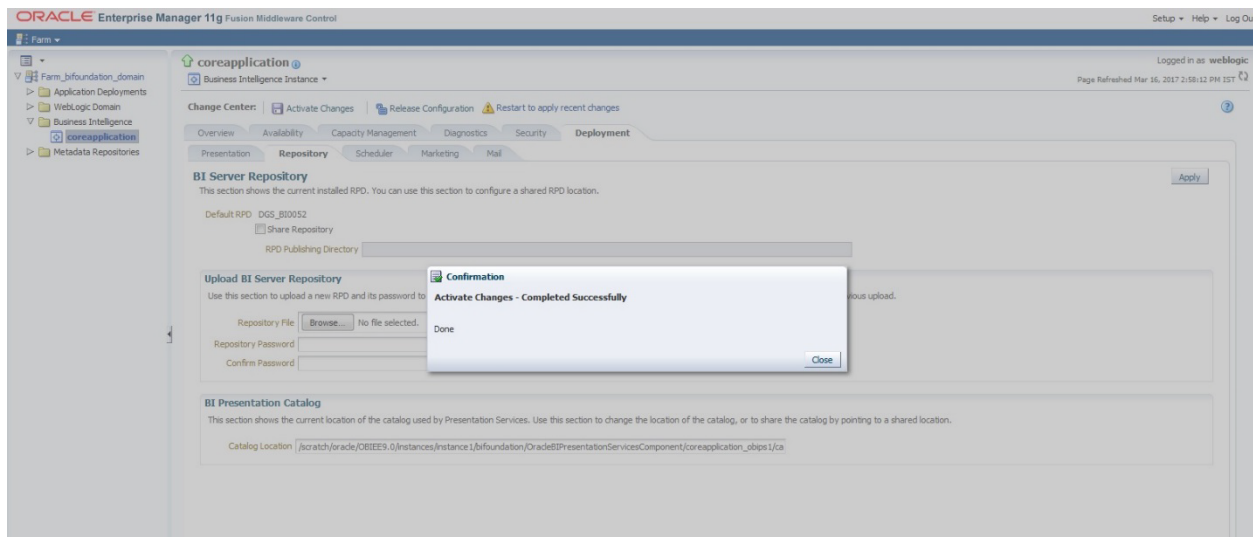 ORACLE Enterprise Manager 11g Fusion Middleware Control
Setup Help Log Ou
Farm
Farm_bifoundation_domain
Application Deployments
WebLogic Domain
Business Intelligence
coreapplication
Metadata Repositories
coreapplication
Logged in as weblogic
Business Intelligence Instance
Page Refreshed Mar 16, 2017 2:58:12 PM IST
Change Center: Activate Changes Release Configuration Restart to apply recent changes
Overview Availability Capacity Management Diagnostics Security Deployment
Presentation Repository Scheduler Marketing Mail
BI Server Repository
Apply
This section shows the current installed RPD. You can use this section to configure a shared RPD location.
Default RPD DGS_BI0052
Share Repository
RPD Publishing Directory
Upload BI Server Repository
Use this section to upload a new RPD and its password to
vious upload.
Repository File Browse... No file selected.
Repository Password
Confirm Password
Confirmation
Activate Changes - Completed Successfully
Done
Close
BI Presentation Catalog
This section shows the current location of the catalog used by Presentation Services. Use this section to change the location of the catalog, or to share the catalog by pointing to a shared location.
Catalog Location /scratch/oracle/OBIEE9.0/instances/instance1/bifoundation/OracleBIPresentationServicesComponent/coreapplication_obips1/ca